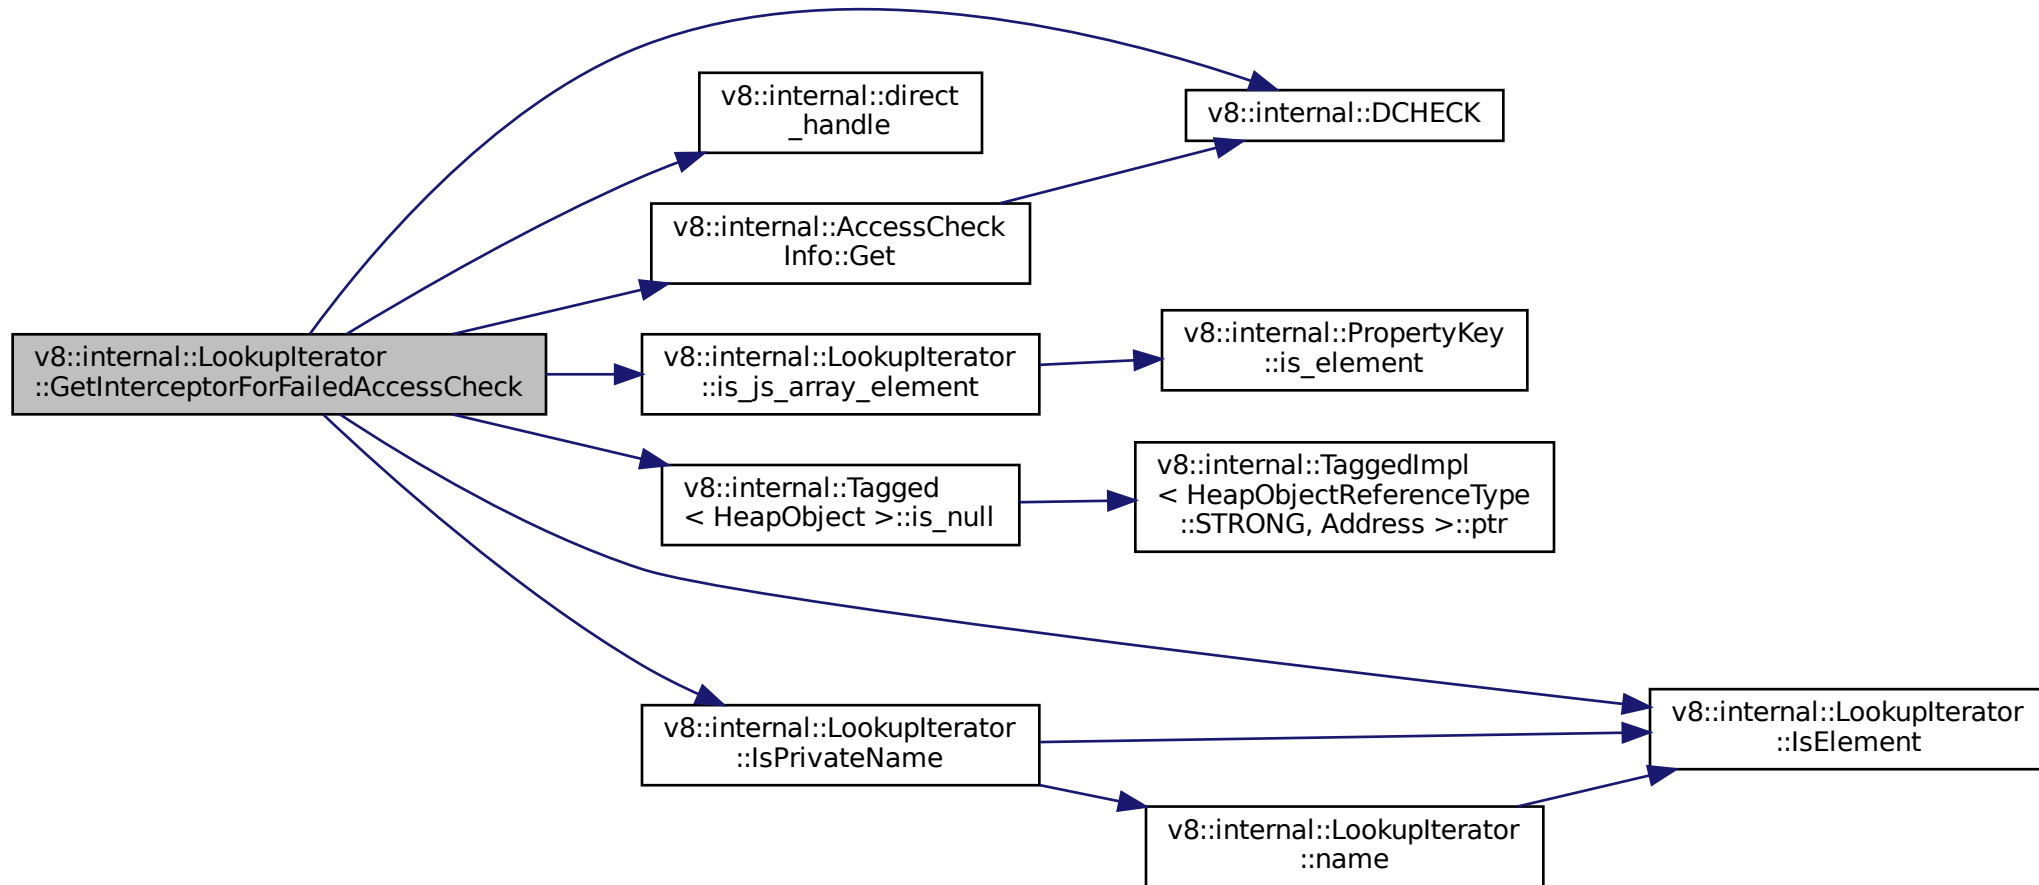 v8::internal::direct
_handle
v8::internal::DCHECK
v8::internal::AccessCheck
Info::Get
v8::internal::LookupIterator
::GetInterceptorForFailedAccessCheck
v8::internal::LookupIterator
::is_js_array_element
v8::internal::PropertyKey
::is_element
v8::internal::Tagged
< HeapObject >::is_null
v8::internal::TaggedImpl
< HeapObjectReferenceType
::STRONG, Address >::ptr
v8::internal::LookupIterator
::IsPrivateName
v8::internal::LookupIterator
::IsElement
v8::internal::LookupIterator
::name